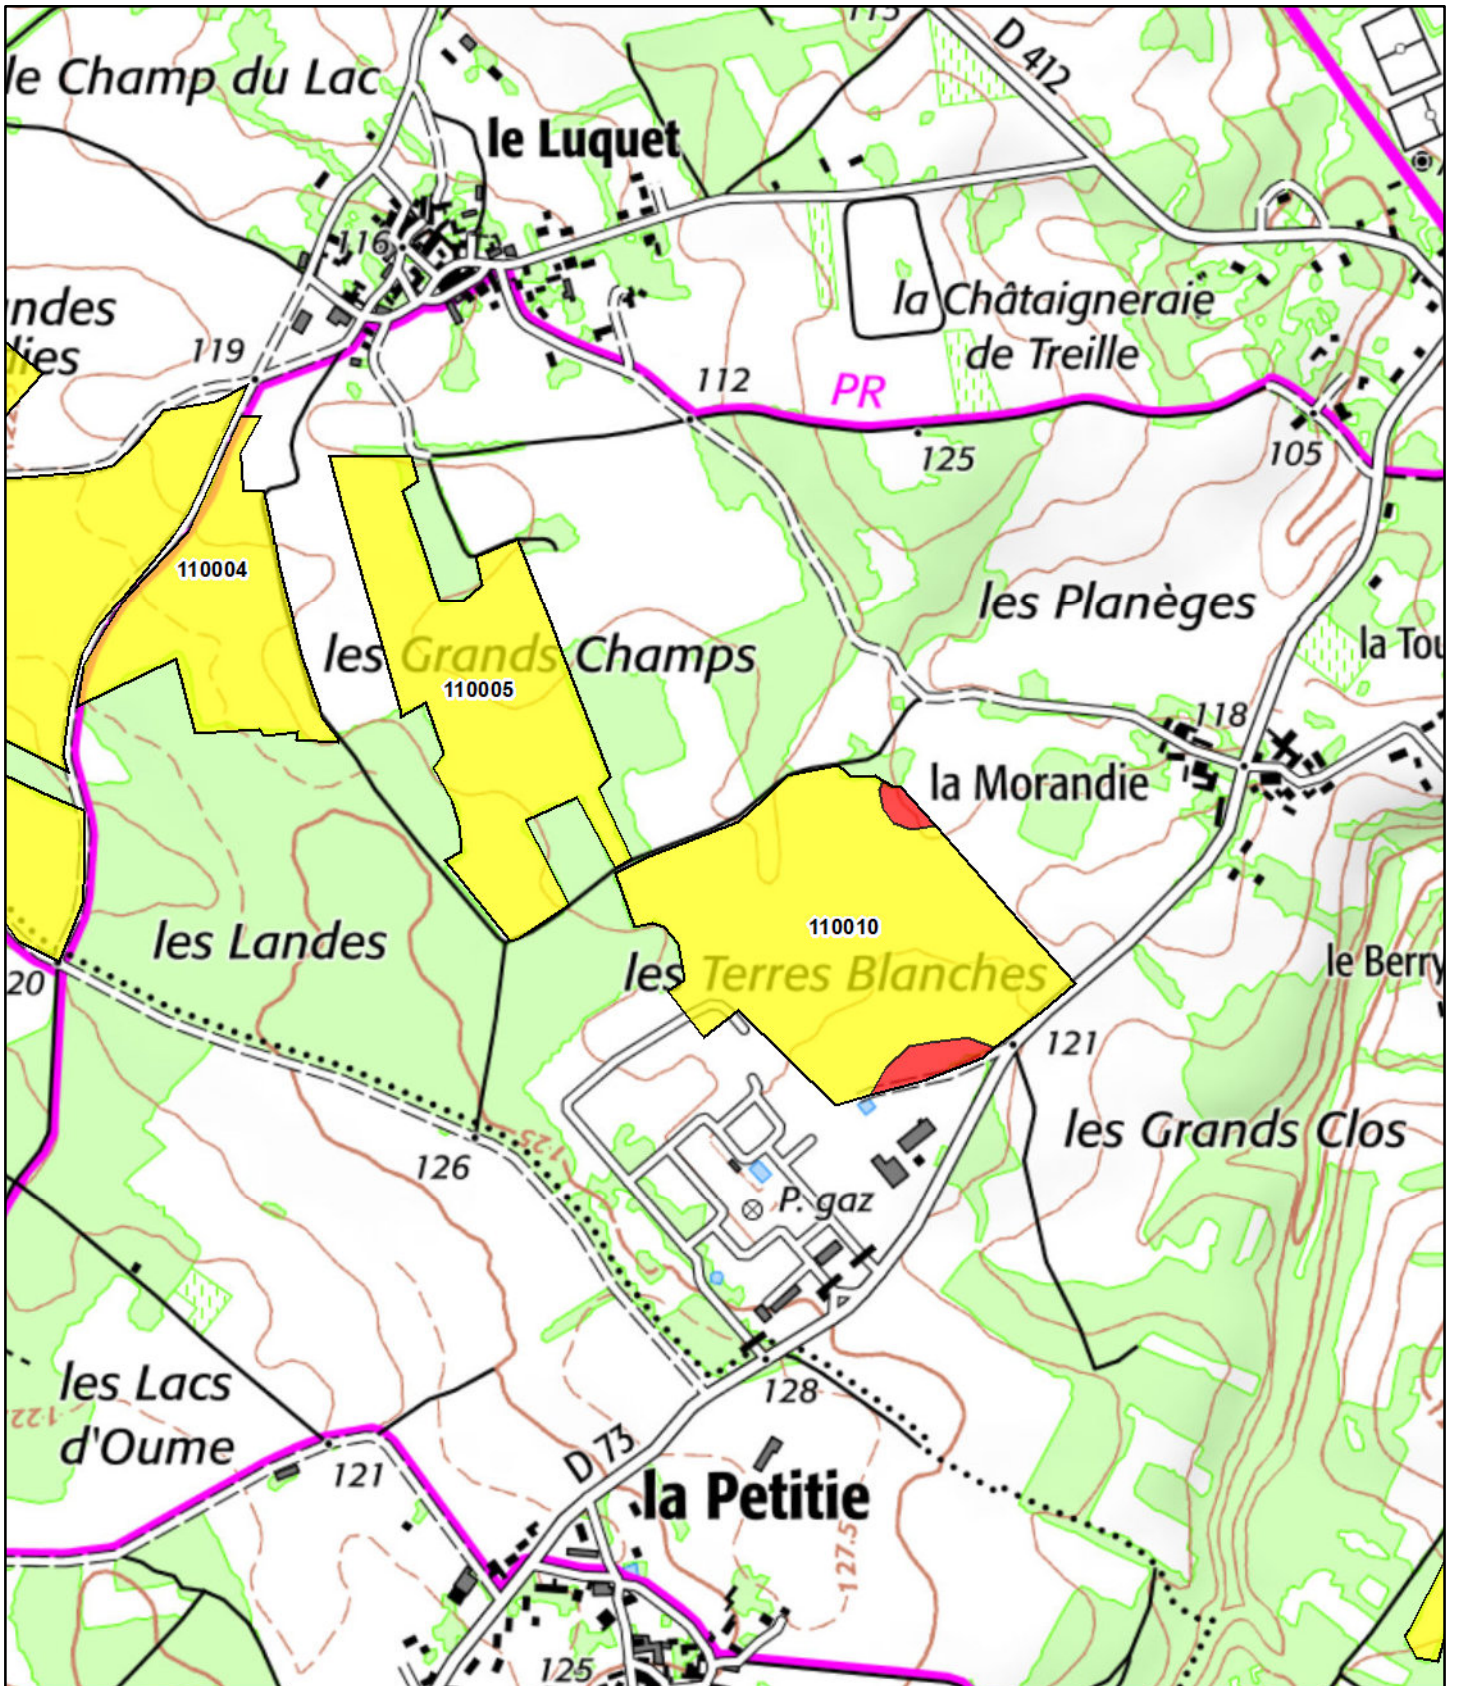 115
D 412
le Champ du Lac
le Luquet
116
la Châtaigneraie
de Treille
119
112
PR
125
105
110004
les Planèges
la Tou
les Grands Champs
110005
118
la Morandie
110010
les Landes
les Terres Blanches
le Berry
20
121
les Grands Clos
125
126
P. gaz
les Lacs
d'Oume
128
121
D 73
la Petitie
127.5
125